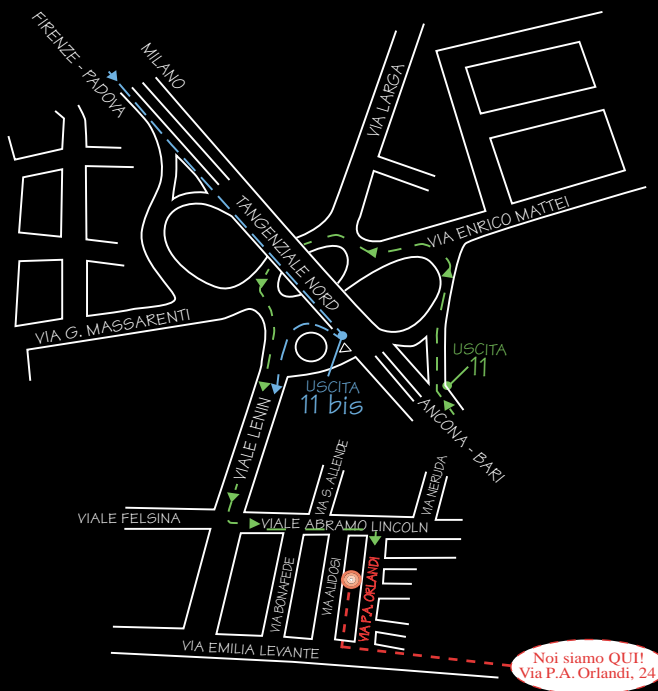 FIRENZE - PADOVA
MILANO
VIA LARGA
TANGENZIALE NORD
VIA ENRICO MATTEI
VIA G. MASSARENTI
USCITA
11
USCITA
11 bis
ANCONA - BARI
VIALE LENIN
VIA S. ALLENDE
VIA NERUDA
VIALE FELSINA
VIALE ABRAMO LINCOLN
VIA BONAFEDE
VIA ALIDOSI
VIA P.A. ORLANDI
VIA EMILIA LEVANTE
Noi siamo QUI!
Via P.A. Orlandi, 24